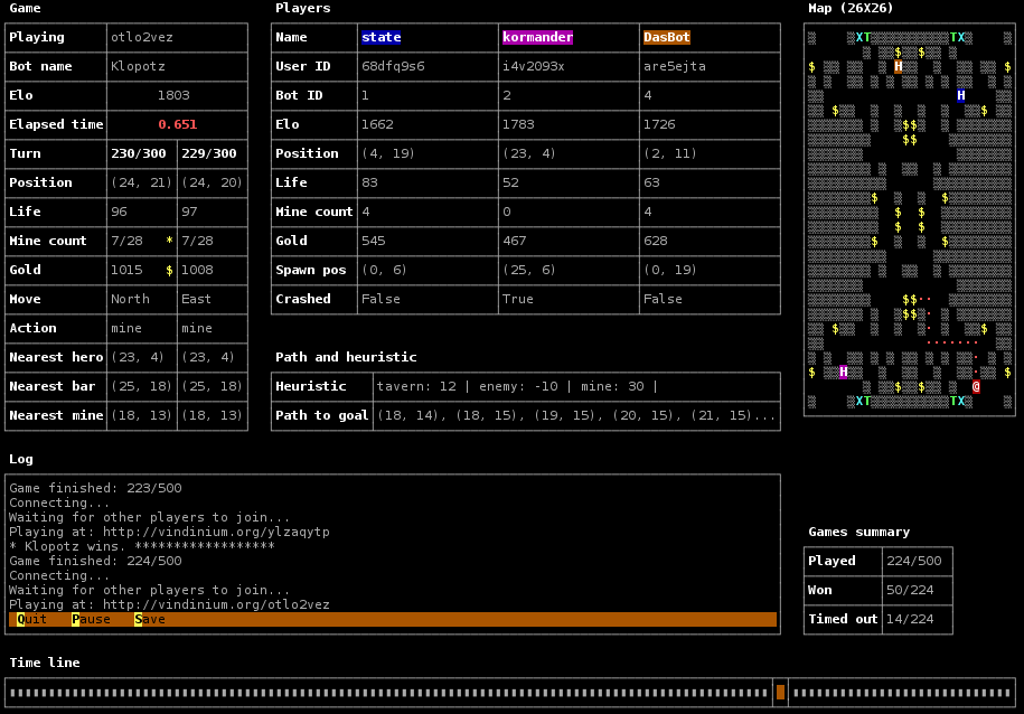 Game
Playing otlo2vez
Bot name Klopotz
Elo 1803
Elapsed time 0.651
Turn 230/300 229/300
Position (24, 21) (24, 20)
Life 96 97
Mine count 7/28 * 7/28
Gold 1015 $ 1008
Move North East
Action mine mine
Nearest hero (23, 4) (23, 4)
Nearest bar (25, 18) (25, 18)
Nearest mine (18, 13) (18, 13)
Players
Name state kormander DasBot
User ID 68dfq9s6 i4v2093x are5ejta
Bot ID 1 2 4
Elo 1662 1783 1726
Position (4, 19) (23, 4) (2, 11)
Life 83 52 63
Mine count 4 0 4
Gold 545 467 628
Spawn pos (0, 6) (25, 6) (0, 19)
Crashed False True False
Path and heuristic
Heuristic tavern: 12 | enemy: -10 | mine: 30 |
Path to goal (18, 14), (18, 15), (19, 15), (20, 15), (21, 15)...
Map (26X26)
XT TX
$ $
$ H $
H
$ $
$$
$$
$ $
$ $
$ $
$ $
$$
$$
$ $
$ H $
$ $ @
XT TX
Log
Game finished: 223/500
Connecting...
Waiting for other players to join...
Playing at: http://vindinium.org/ylzaqytp
* Klopotz wins. ******************
Game finished: 224/500
Connecting...
Waiting for other players to join...
Playing at: http://vindinium.org/otlo2vez
Quit Pause Save
Games summary
Played 224/500
Won 50/224
Timed out 14/224
Time line